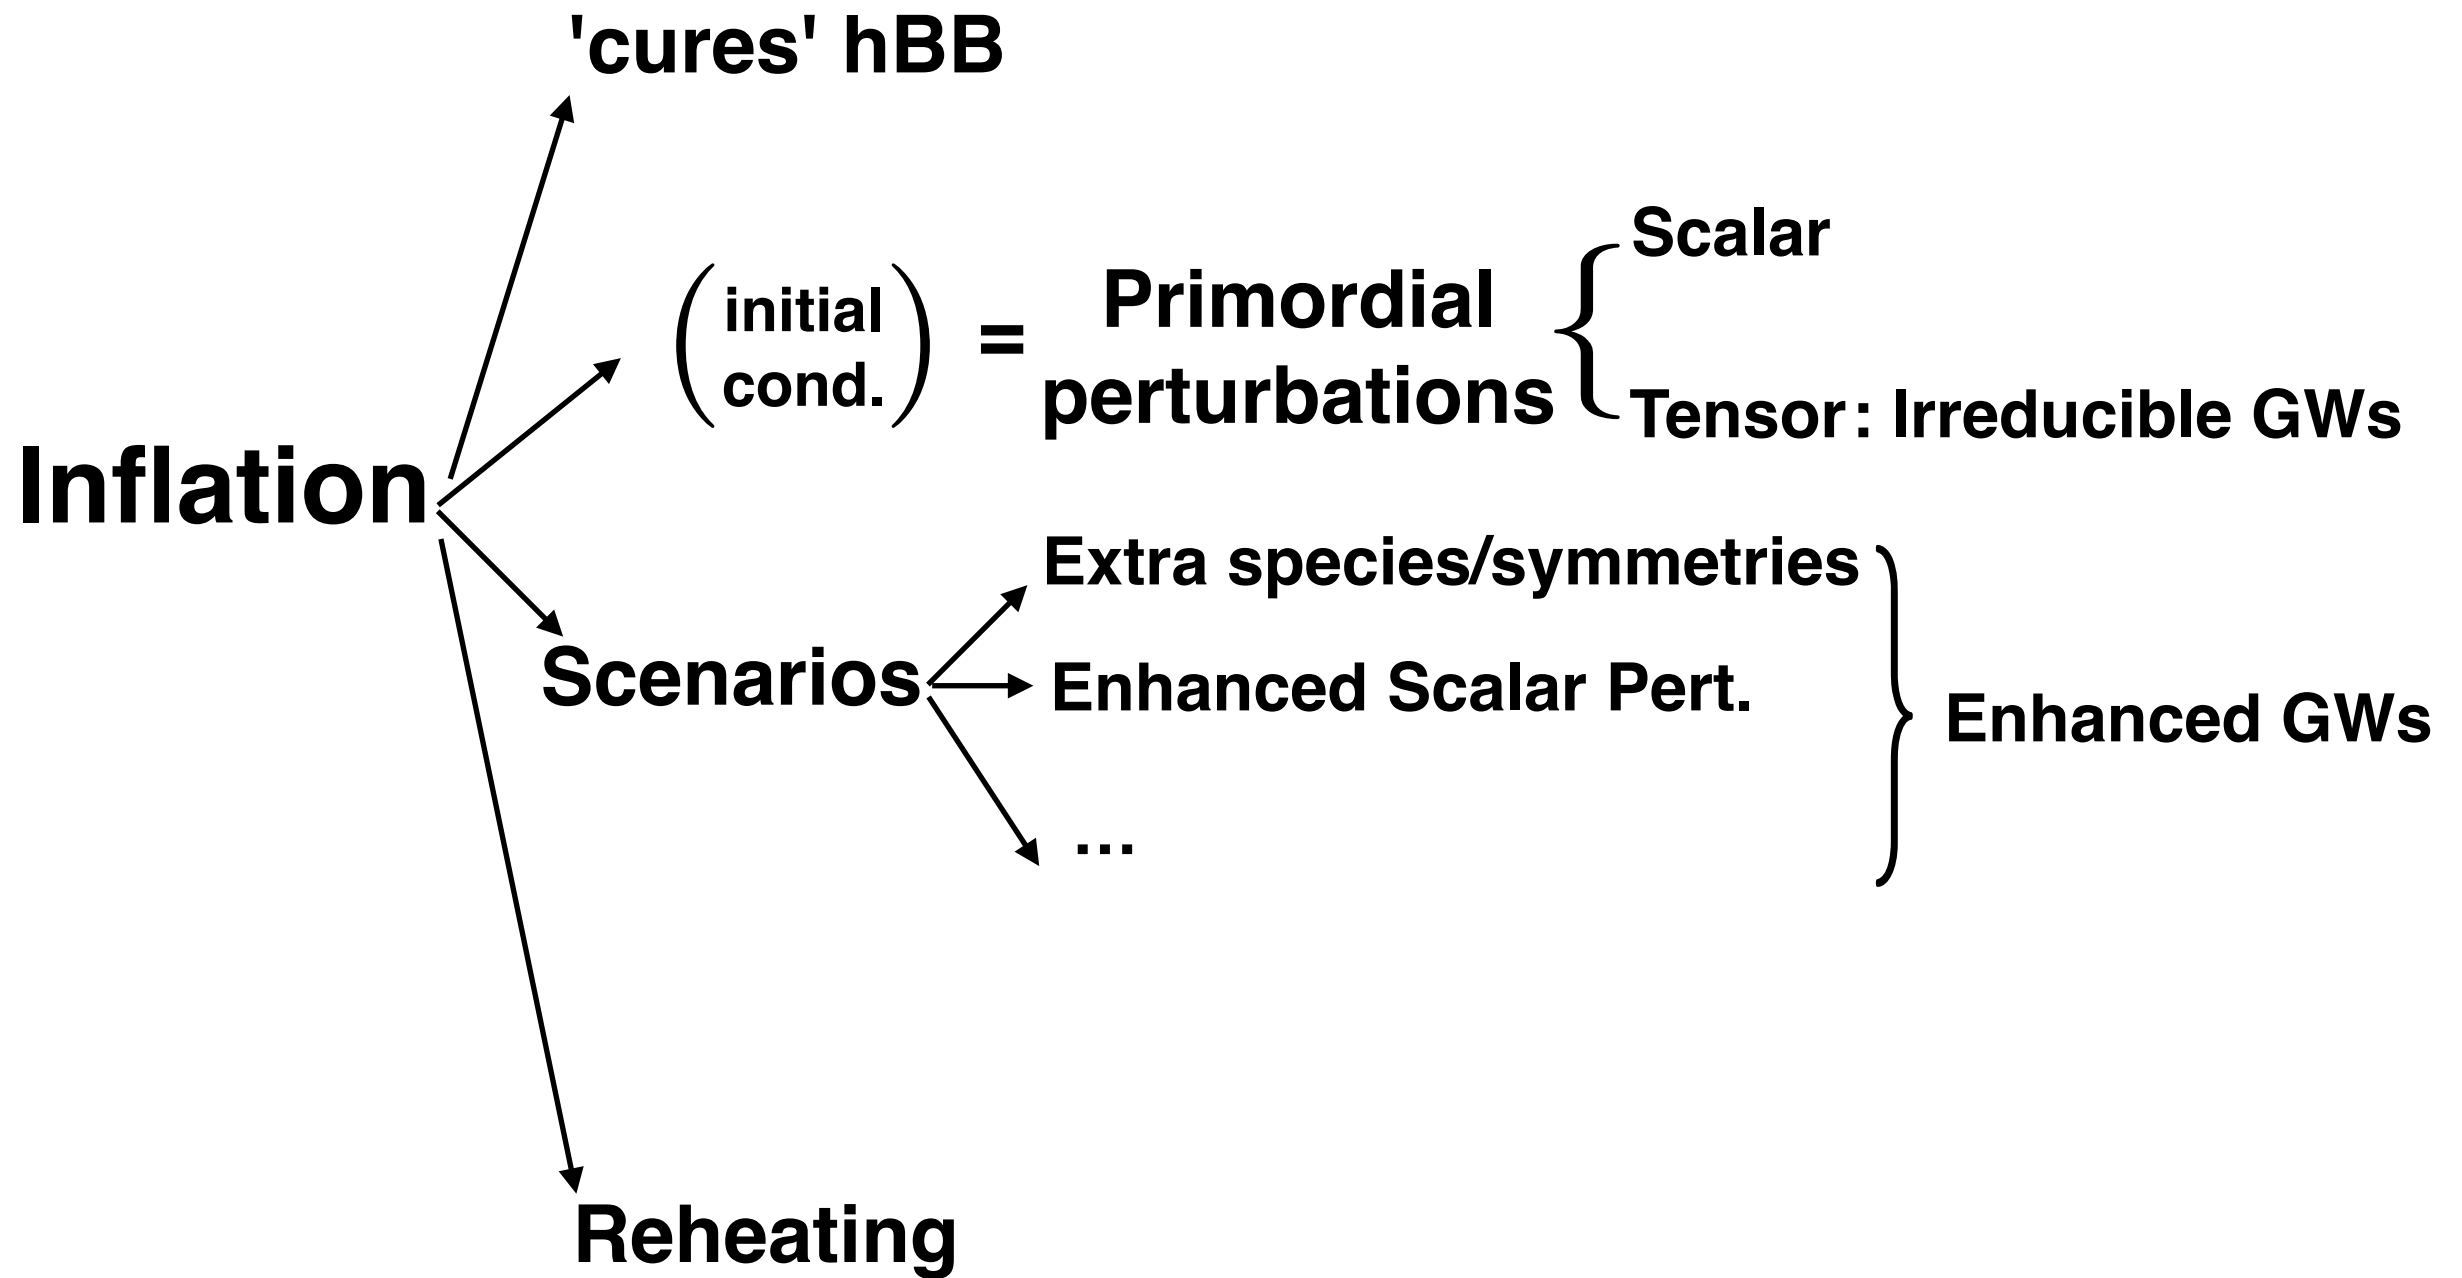 'cures' hBB
Inflation
initial
cond.
=
Primordial
perturbations
Scalar
Tensor: Irreducible GWs
Scenarios
Extra species/symmetries
Enhanced Scalar Pert.
...
Enhanced GWs
Reheating